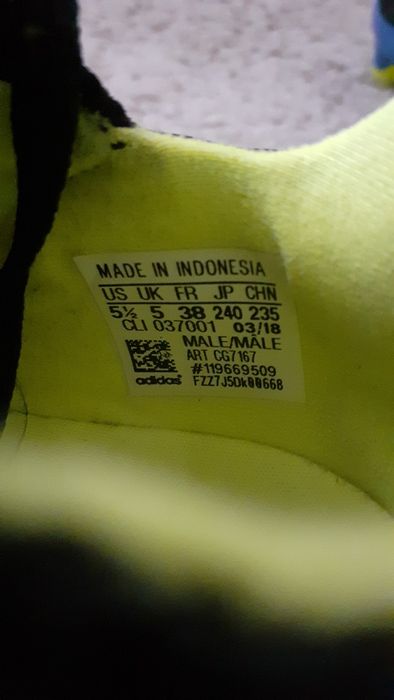 MADE IN INDONESIA
US UK FR JP CHN
5½ 5 38 240 235
CLI 037001 03/18
MALE/MÂLE
ART CG7167
#119669509
adidas FZZ7J5Dk00668